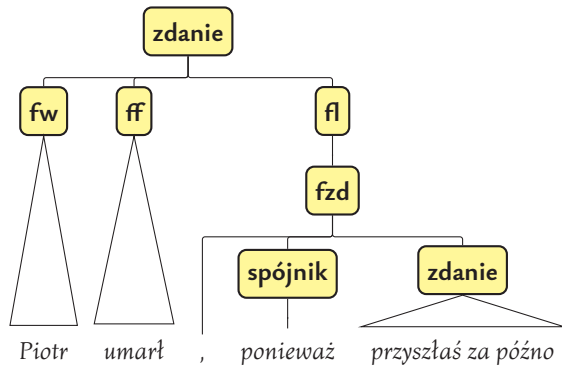 zdanie
fw ff fl
fzd
spójnik zdanie
Piotr umarł , ponieważ przyszłaś za późno